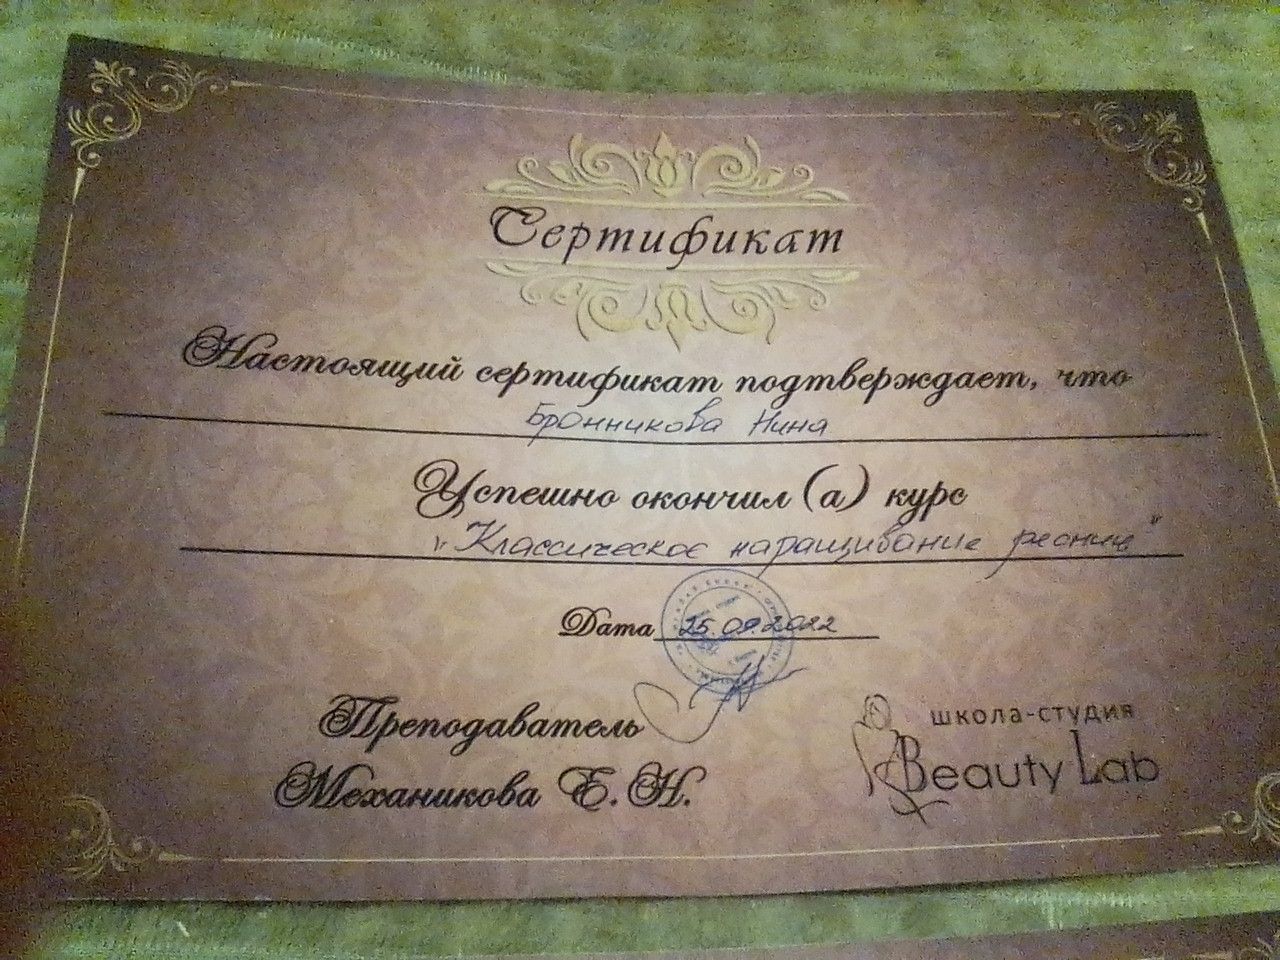 Сертификат
Настоящий сертификат подтверждает, что
Бронникова Нина
Успешно окончил (а) курс
"Классическое наращивание ресниц"
Дата 25.09.2022
Преподаватель
Механикова Е. Н.
школа-студия
Beauty Lab